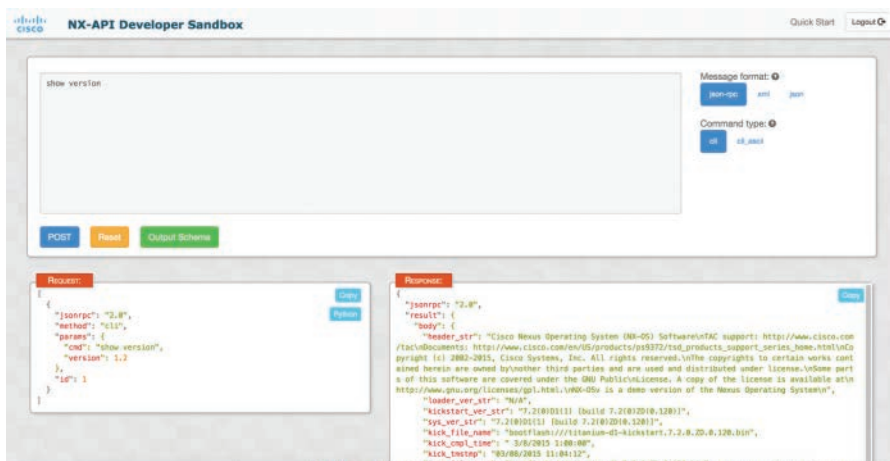 cisco
NX-API Developer Sandbox
Quick Start
Logout
show version
Message format:
json-rpc xml json
Command type:
cli cli_ascii
POST Reset Output Schema
REQUEST:
Copy
Python
[
{
"jsonrpc": "2.0",
"method": "cli",
"params": {
"cmd": "show version",
"version": 1.2
},
"id": 1
}
]
RESPONSE:
Copy
{
"jsonrpc": "2.0",
"result": {
"body": {
"header_str": "Cisco Nexus Operating System (NX-OS) Software\nTAC support: http://www.cisco.com
/tac\nDocuments: http://www.cisco.com/en/US/products/ps9372/tsd_products_support_series_home.html\nCo
pyright (c) 2002-2015, Cisco Systems, Inc. All rights reserved.\nThe copyrights to certain works cont
ained herein are owned by\nother third parties and are used and distributed under license.\nSome part
s of this software are covered under the GNU Public\nLicense. A copy of the license is available at\n
http://www.gnu.org/licenses/gpl.html.\nNX-OSv is a demo version of the Nexus Operating System\n",
"loader_ver_str": "N/A",
"kickstart_ver_str": "7.2(0)D1(1) [build 7.2(0)ZD(0.120)]",
"sys_ver_str": "7.2(0)D1(1) [build 7.2(0)ZD(0.120)]",
"kick_file_name": "bootflash:///titanium-d1-kickstart.7.2.0.ZD.0.120.bin",
"kick_cmpl_time": " 3/8/2015 1:00:00",
"kick_tmstmp": "03/08/2015 11:04:12",